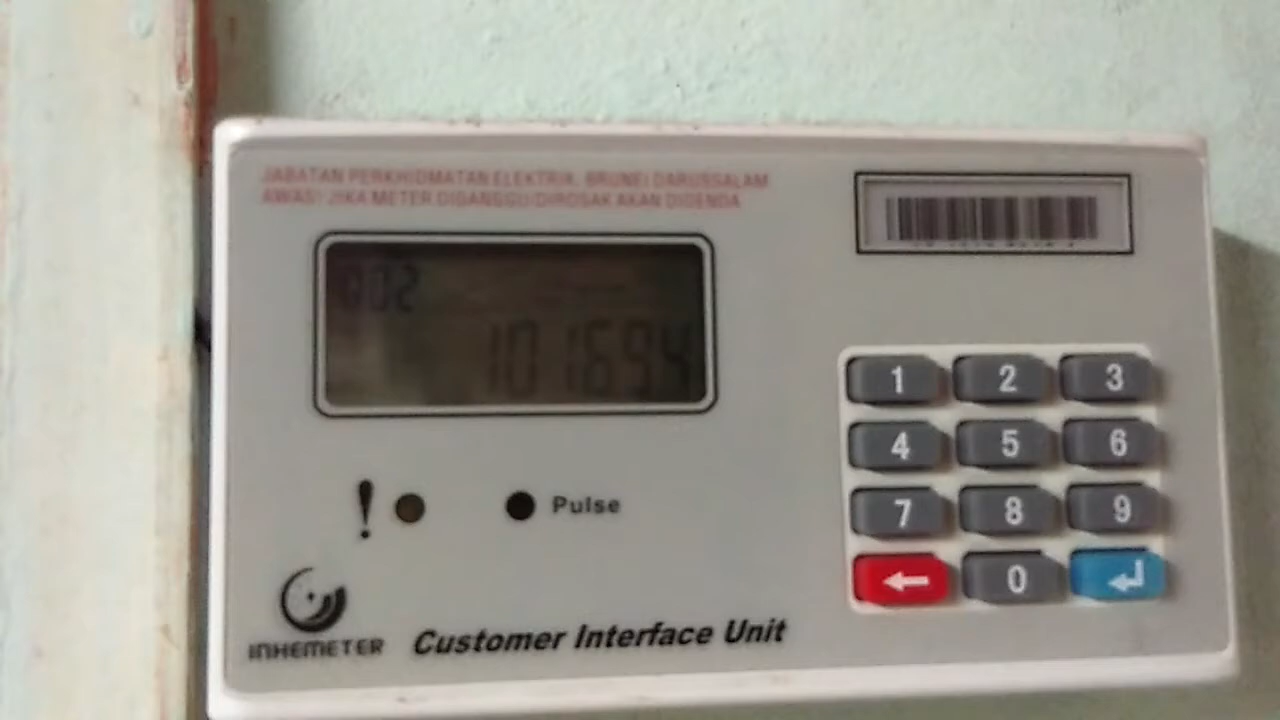 JABATAN PERKHIDMATAN ELEKTRIK, BRUNEI DARUSSALAM
AWAS! JIKA METER DIGANGGU/DIROSAK AKAN DIDENDA
002
101694
1 2 3
4 5 6
7 8 9
0
! Pulse
INHEMETER
Customer Interface Unit